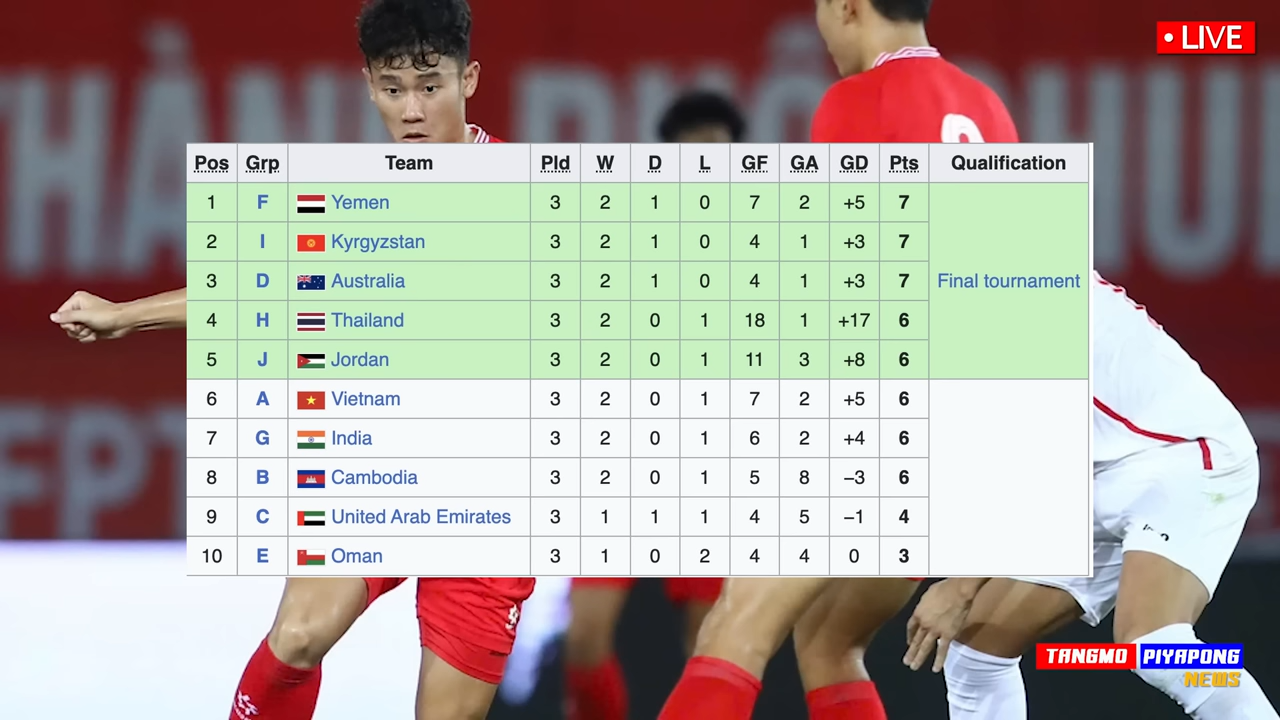 LIVE
Pos Grp Team Pld W D L GF GA GD Pts Qualification
1 F Yemen 3 2 1 0 7 2 +5 7
2 I Kyrgyzstan 3 2 1 0 4 1 +3 7
3 D Australia 3 2 1 0 4 1 +3 7 Final tournament
4 H Thailand 3 2 0 1 18 1 +17 6
5 J Jordan 3 2 0 1 11 3 +8 6
6 A Vietnam 3 2 0 1 7 2 +5 6
7 G India 3 2 0 1 6 2 +4 6
8 B Cambodia 3 2 0 1 5 8 −3 6
9 C United Arab Emirates 3 1 1 1 4 5 −1 4
10 E Oman 3 1 0 2 4 4 0 3
TANGMO PIYAPONG
NEWS